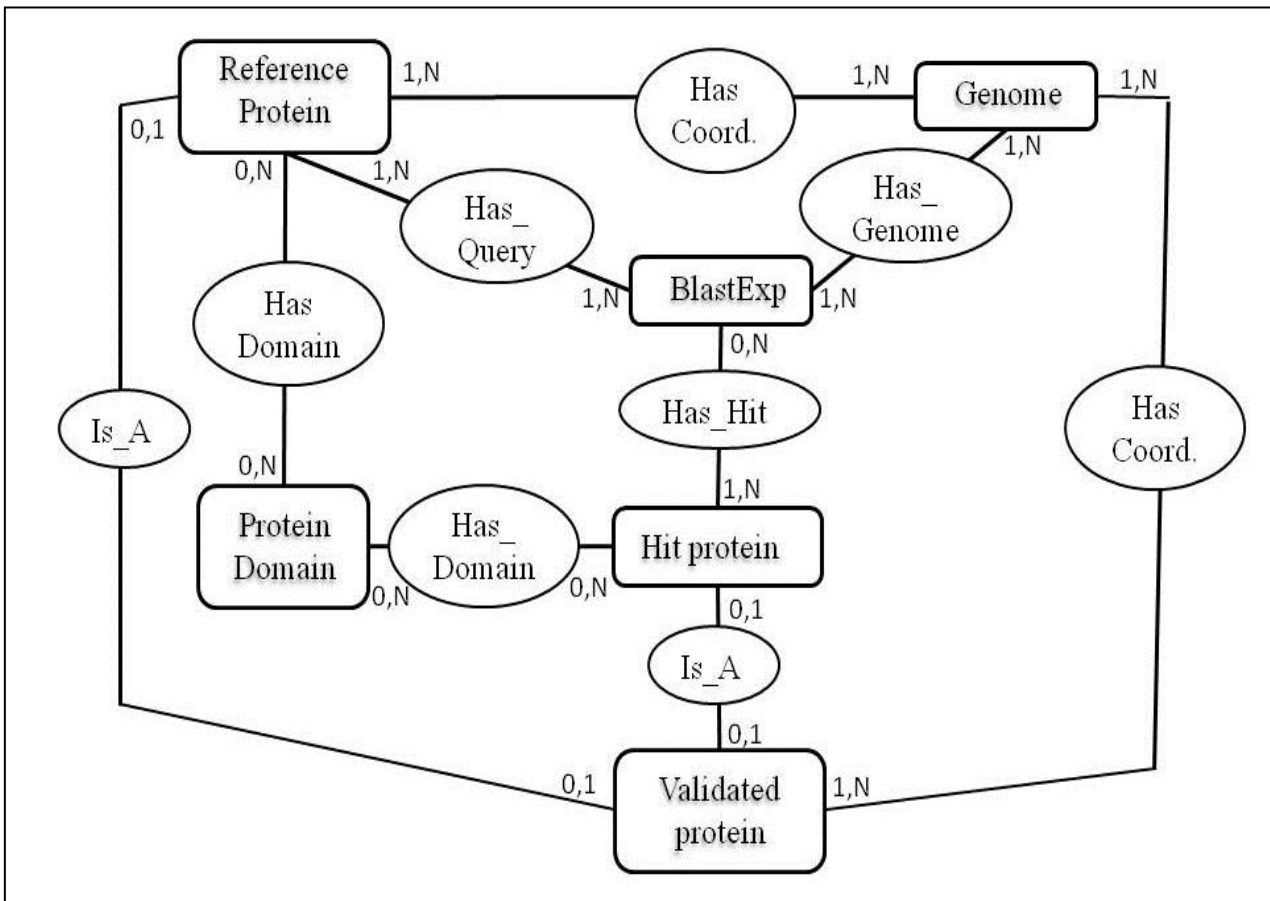 Reference
Protein
1,N
Has
Coord.
1,N
Genome
1,N
0,1
0,N
1,N
1,N
Has_
Query
Has_
Genome
1,N
BlastExp
1,N
Has
Domain
0,N
Has_Hit
Is_A
Has
Coord.
0,N
1,N
Protein
Domain
Has_
Domain
Hit protein
0,N
0,N
0,1
Is_A
0,1
0,1
Validated
protein
1,N